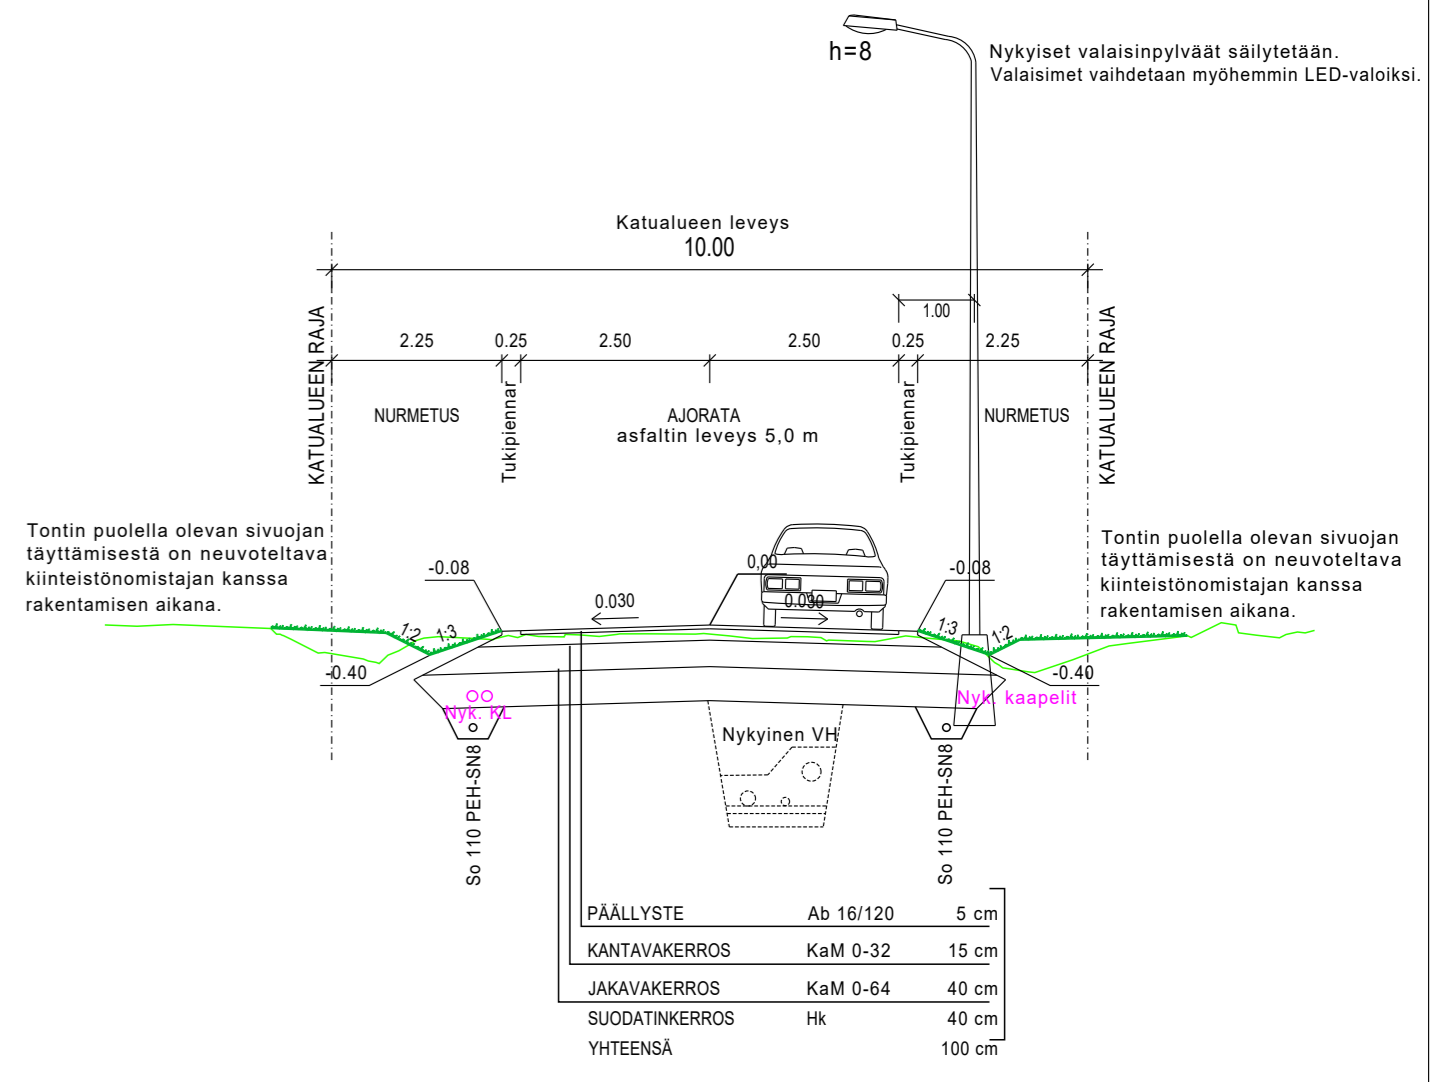 h=8
Nykyiset valaisinpylväät säilytetään.
Valaisimet vaihdetaan myöhemmin LED-valoiksi.
Katualueen leveys
10.00
1.00
2.25
0.25
2.50
2.50
0.25
2.25
KATUALUEEN RAJA
NURMETUS
Tukipiennar
AJORATA
asfaltin leveys 5,0 m
Tukipiennar
NURMETUS
KATUALUEEN RAJA
Tontin puolella olevan sivuojan
täyttämisestä on neuvoteltava
kiinteistönomistajan kanssa
rakentamisen aikana.
Tontin puolella olevan sivuojan
täyttämisestä on neuvoteltava
kiinteistönomistajan kanssa
rakentamisen aikana.
-0.08
0,00
-0.08
0.030
0.030
1:2
1:3
1:3
1:2
-0.40
-0.40
Nyk. KL
Nyk. kaapelit
Nykyinen VH
So 110 PEH-SN8
So 110 PEH-SN8
PÄÄLLYSTE Ab 16/120 5 cm
KANTAVAKERROS KaM 0-32 15 cm
JAKAVAKERROS KaM 0-64 40 cm
SUODATINKERROS Hk 40 cm
YHTEENSÄ 100 cm